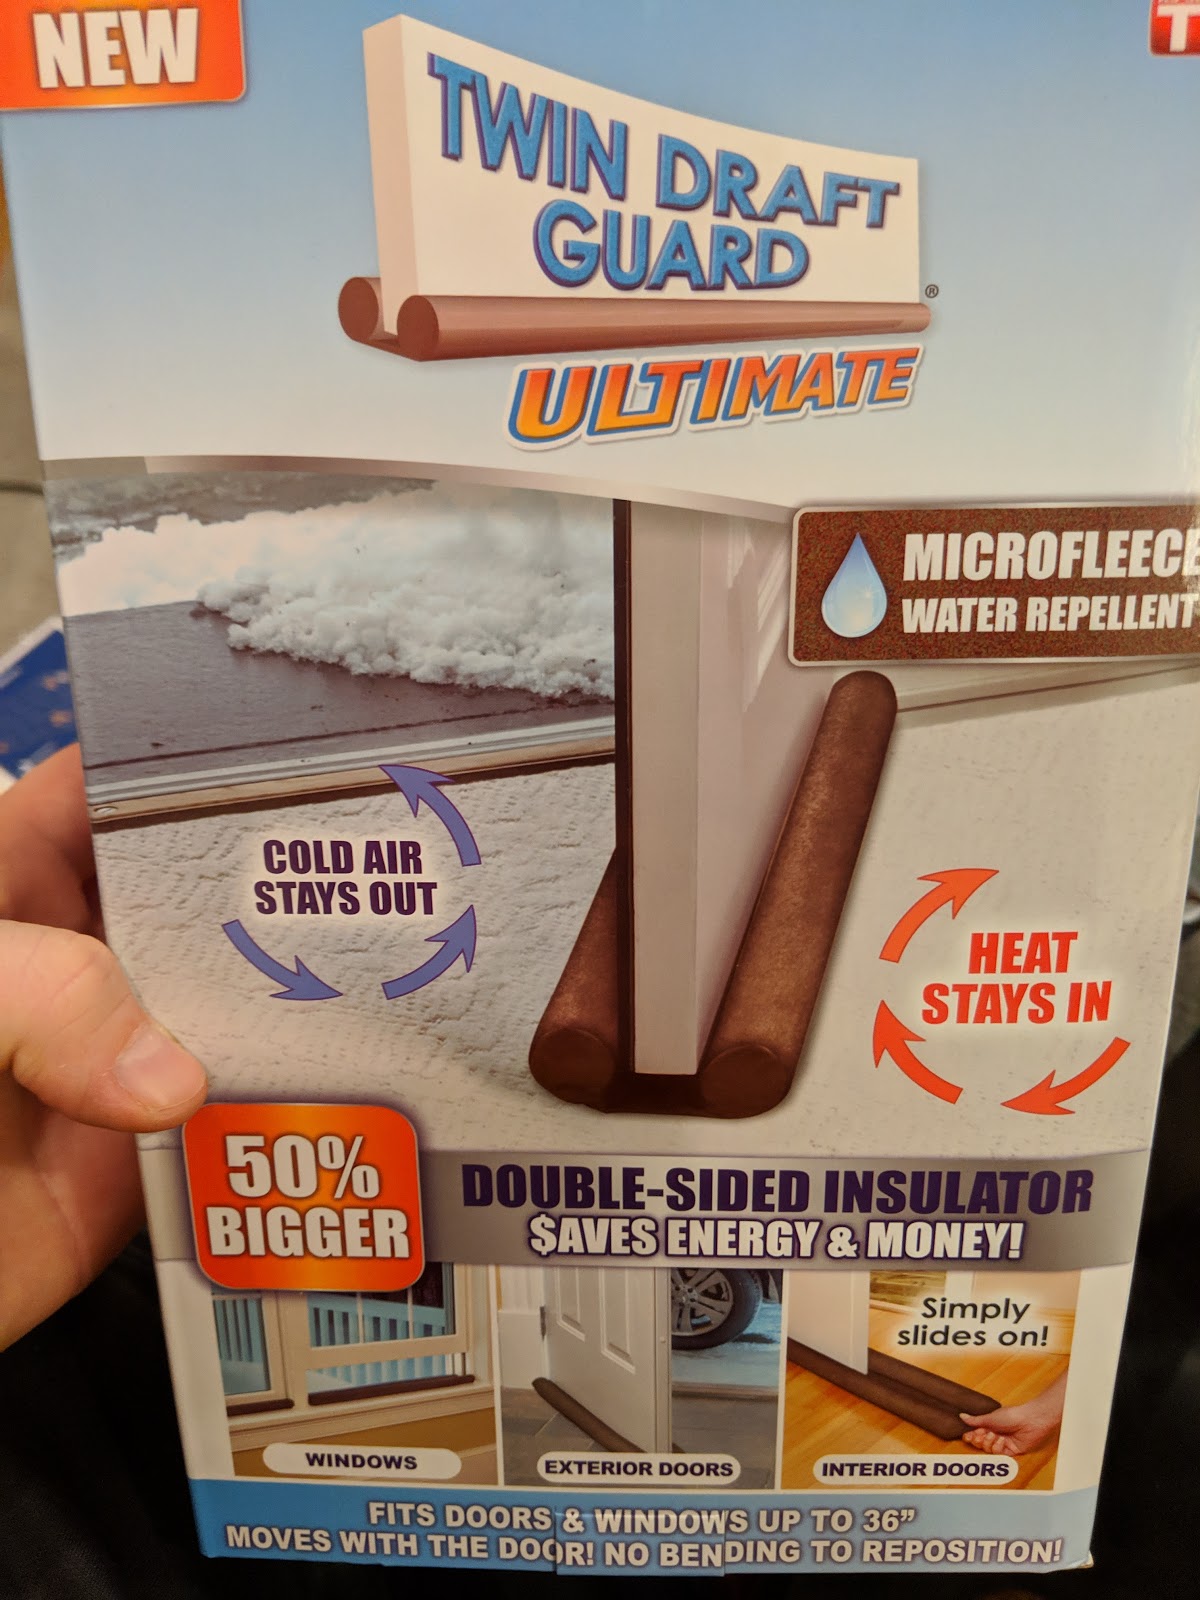 NEW
T
TWIN DRAFT
GUARD®
ULTIMATE
MICROFLEECE
WATER REPELLENT
COLD AIR
STAYS OUT
HEAT
STAYS IN
50%
BIGGER
DOUBLE-SIDED INSULATOR
$AVES ENERGY & MONEY!
Simply
slides on!
WINDOWS
EXTERIOR DOORS
INTERIOR DOORS
FITS DOORS & WINDOWS UP TO 36”
MOVES WITH THE DOOR! NO BENDING TO REPOSITION!